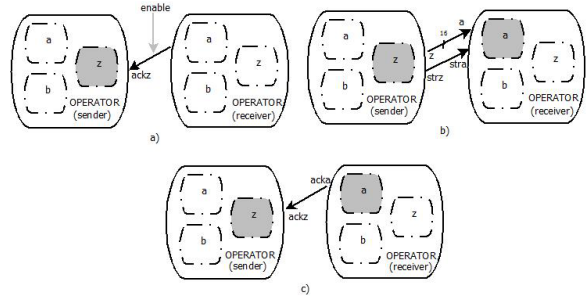 enable
a
z
b
OPERATOR
(sender)
ackz
a
z
b
OPERATOR
(receiver)
a)
a
z
b
OPERATOR
(sender)
16
a
z
strz
stra
a
z
b
OPERATOR
(receiver)
b)
a
z
b
OPERATOR
(sender)
acka
ackz
a
z
b
OPERATOR
(receiver)
c)